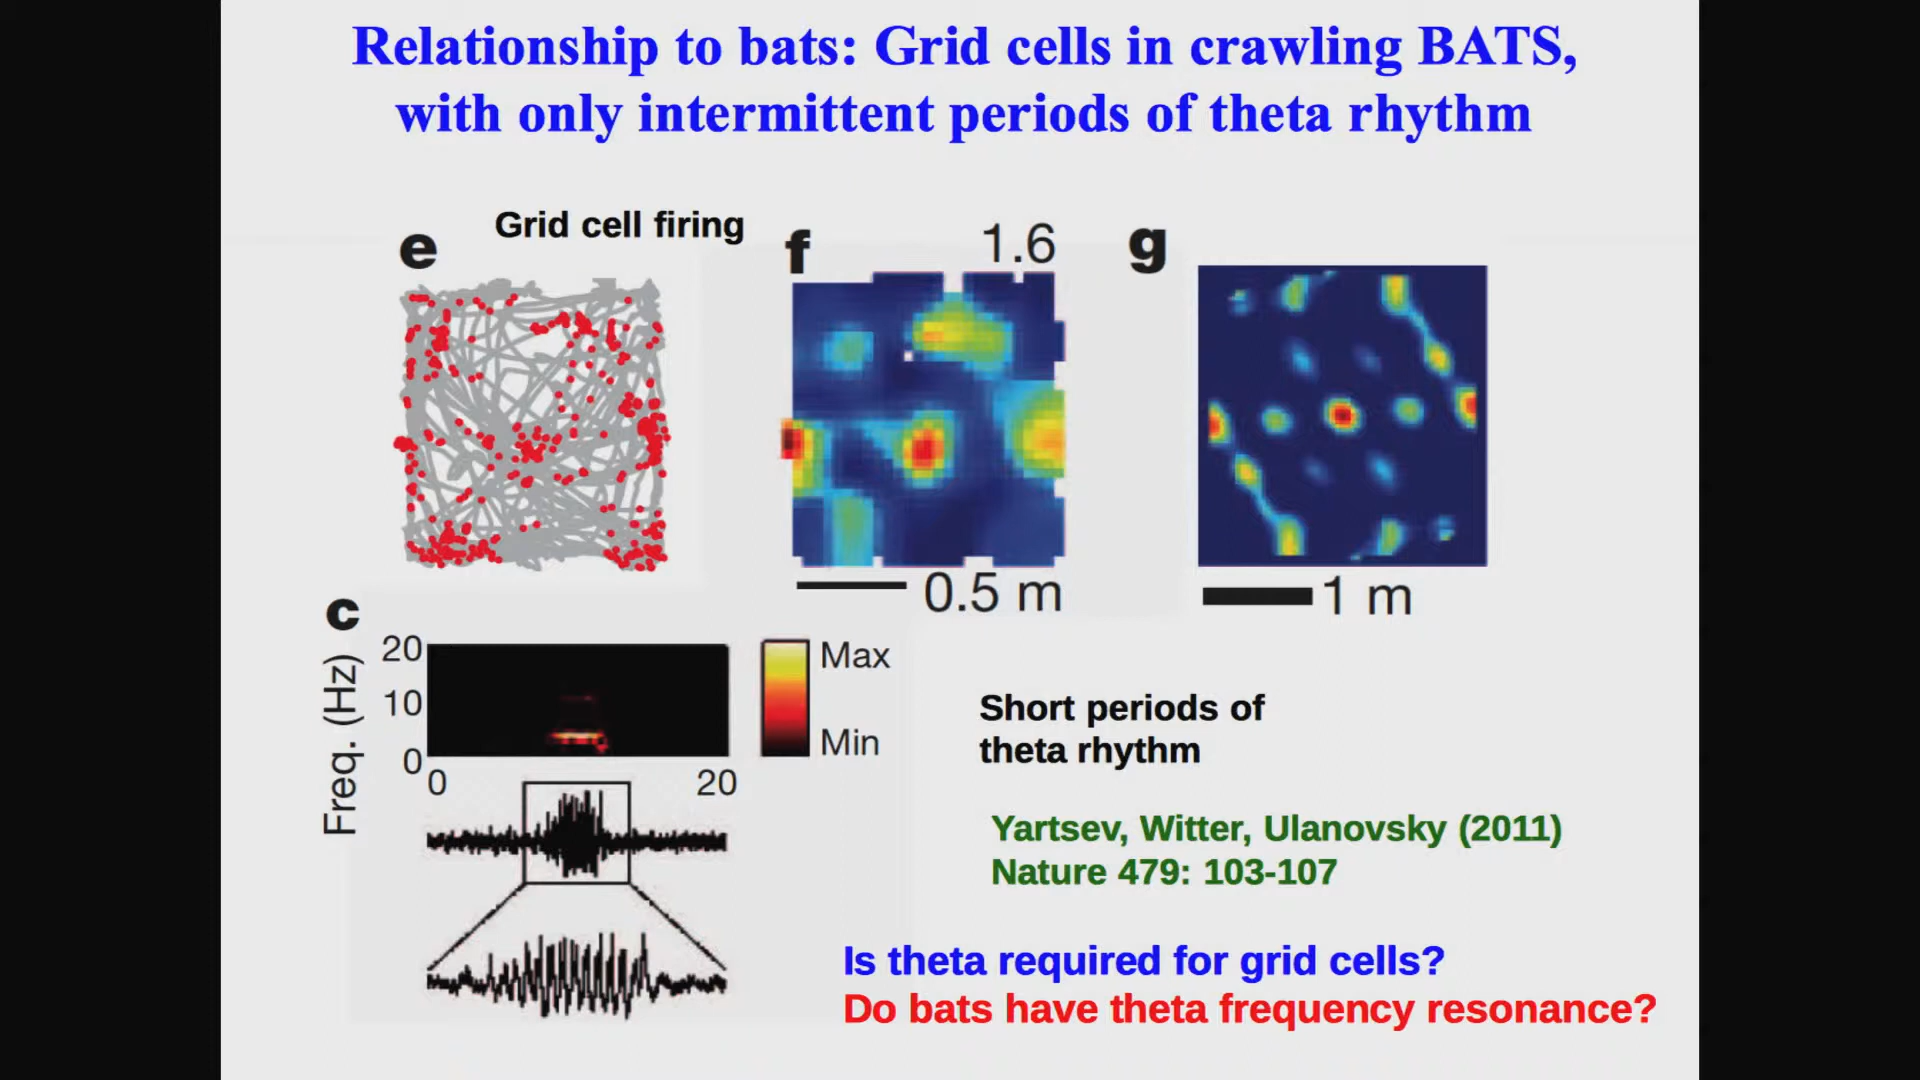 Relationship to bats: Grid cells in crawling BATS,
with only intermittent periods of theta rhythm
e
Grid cell firing
f
1.6
g
0.5 m
1 m
c
Freq. (Hz)
20
10
0
0
20
Max
Min
Short periods of
theta rhythm
Yartsev, Witter, Ulanovsky (2011)
Nature 479: 103-107
Is theta required for grid cells?
Do bats have theta frequency resonance?